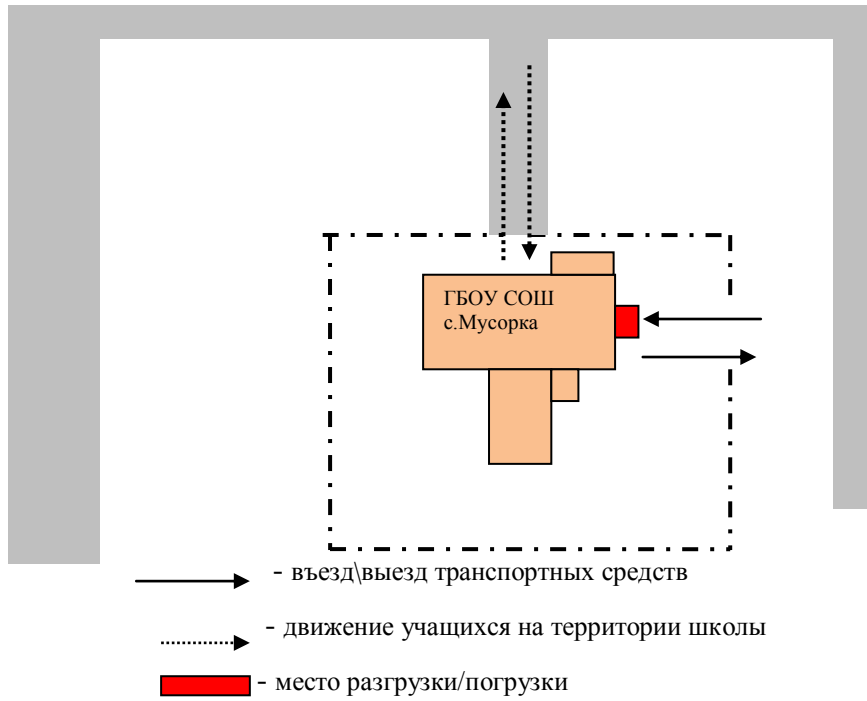 ГБОУ СОШ
с.Мусорка
- въезд\выезд транспортных средств
- движение учащихся на территории школы
- место разгрузки/погрузки